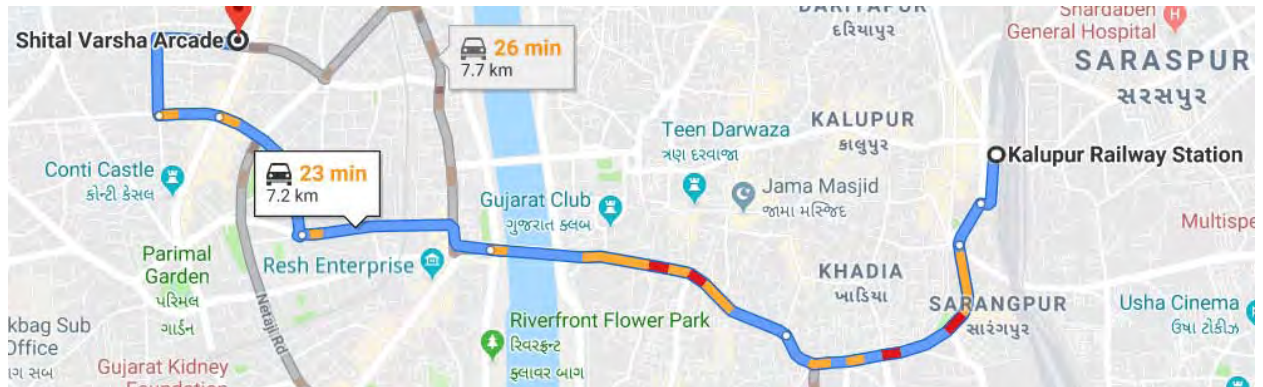 DARIYAPUR
દરિયાપુર
Shardaben
General Hospital
H
Shital Varsha Arcade
26 min
7.7 km
SARASPUR
સરસપુર
Teen Darwaza
ત્રણ દરવાજા
KALUPUR
કાલુપુર
Kalupur Railway Station
Conti Castle
કોન્ટી કેસલ
23 min
7.2 km
Jama Masjid
જામા મસ્જિદ
Gujarat Club
ગુજરાત ક્લબ
Multispe
Parimal
Garden
પરિમલ
ગાર્ડન
Resh Enterprise
KHADIA
ખાડિયા
Netaji Rd
SARANGPUR
સારંગપુર
Usha Cinema
ઉષા ટોકીઝ
Riverfront Flower Park
રિવરફ્રન્ટ
ફ્લાવર બાગ
kbag Sub
Office
ગ સબ
Gujarat Kidney